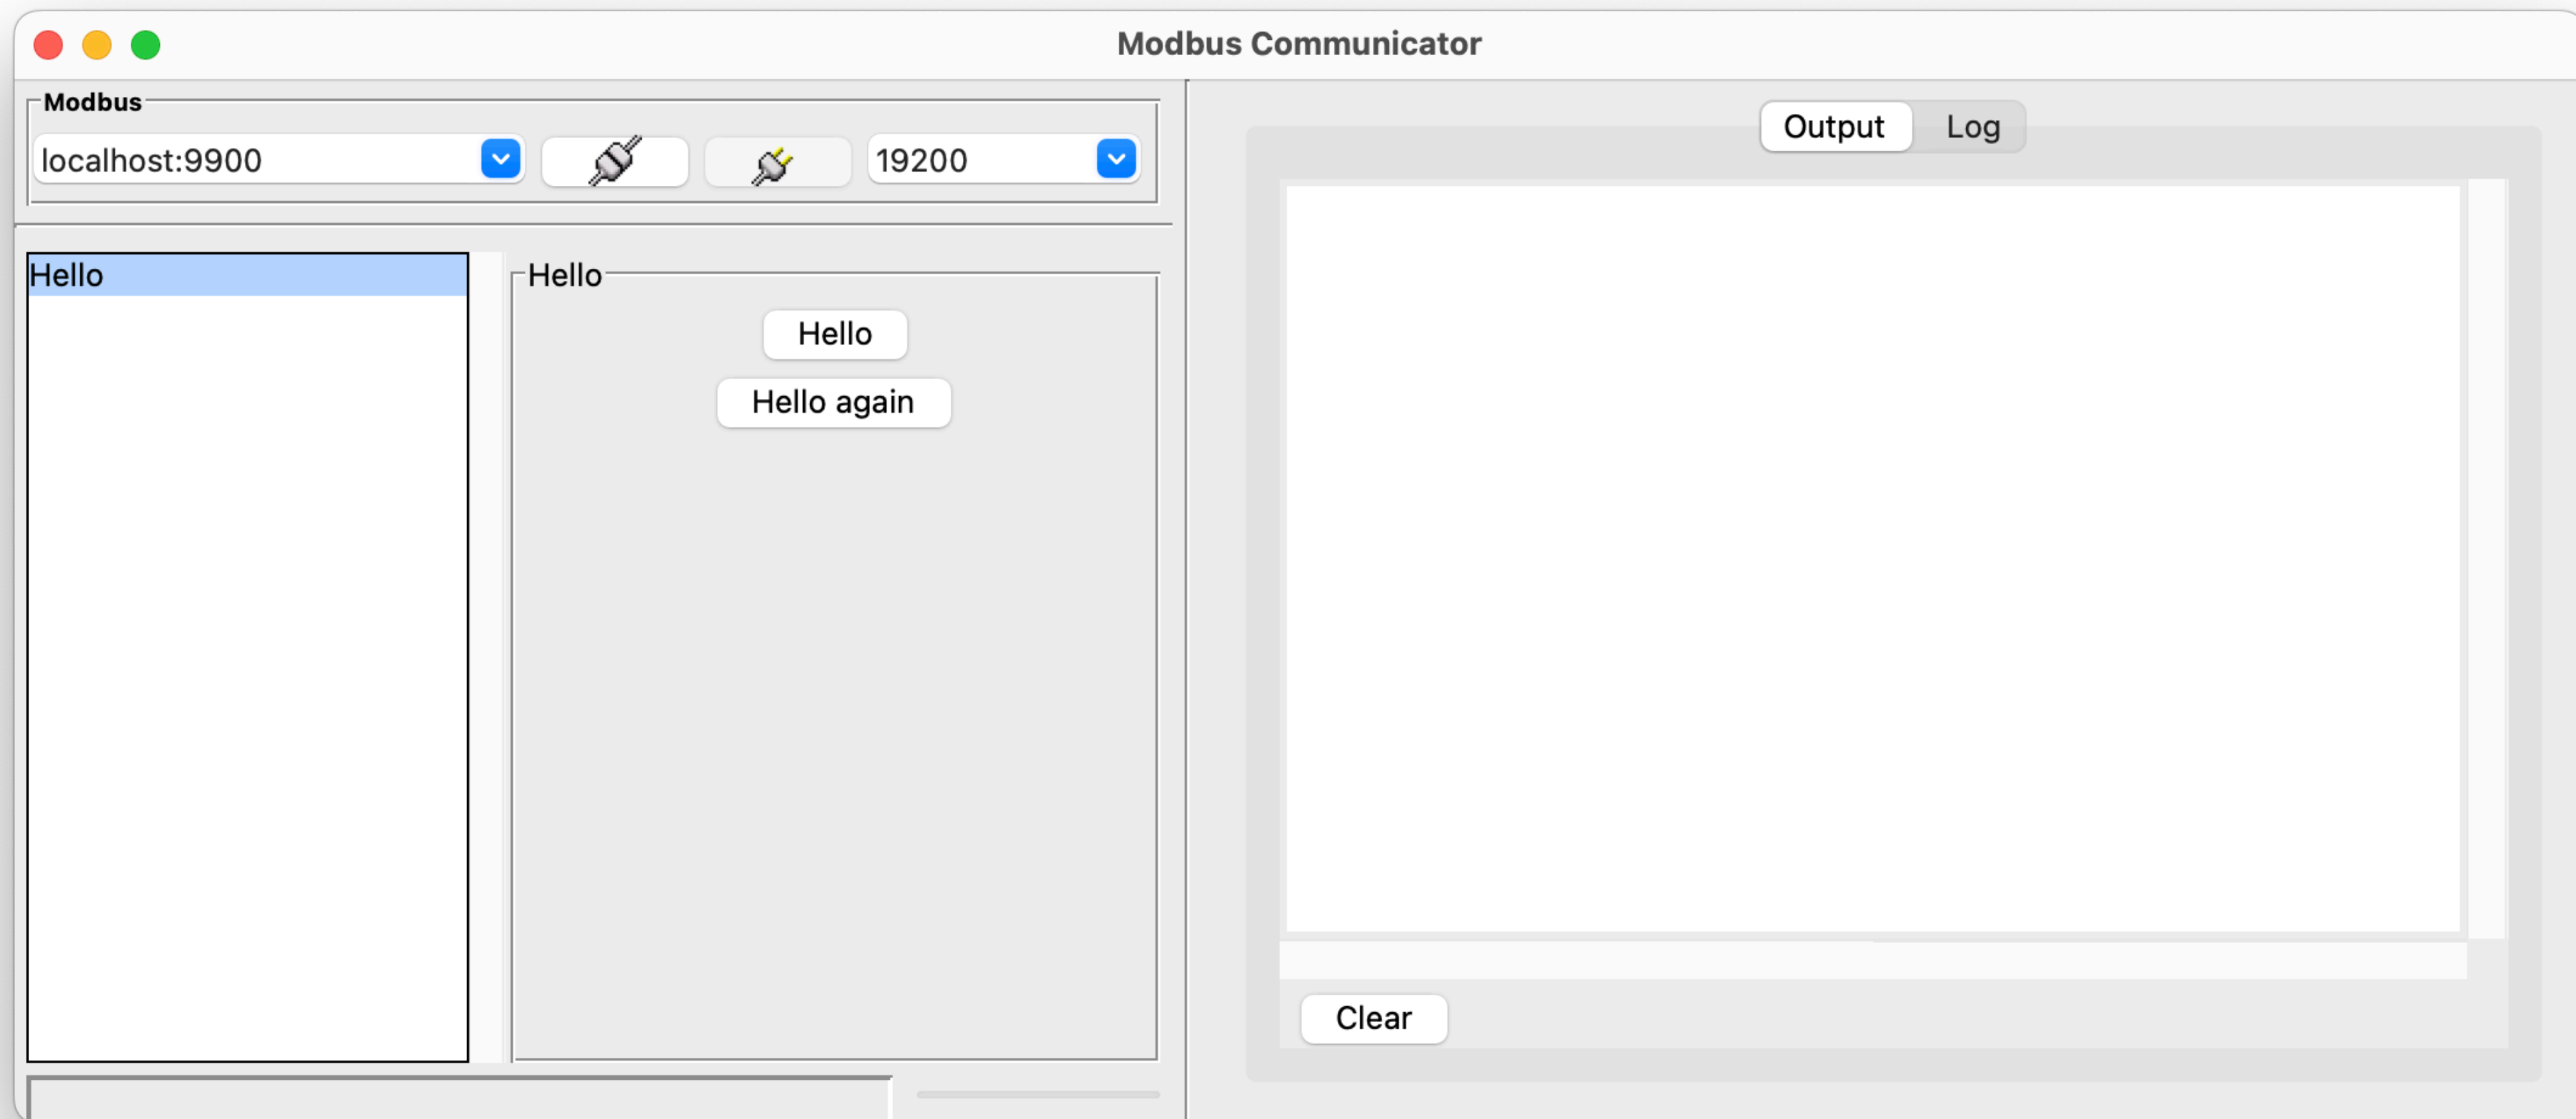 Modbus Communicator
Modbus
localhost:9900
19200
Hello
Hello
Hello
Hello again
Output
Log
Clear